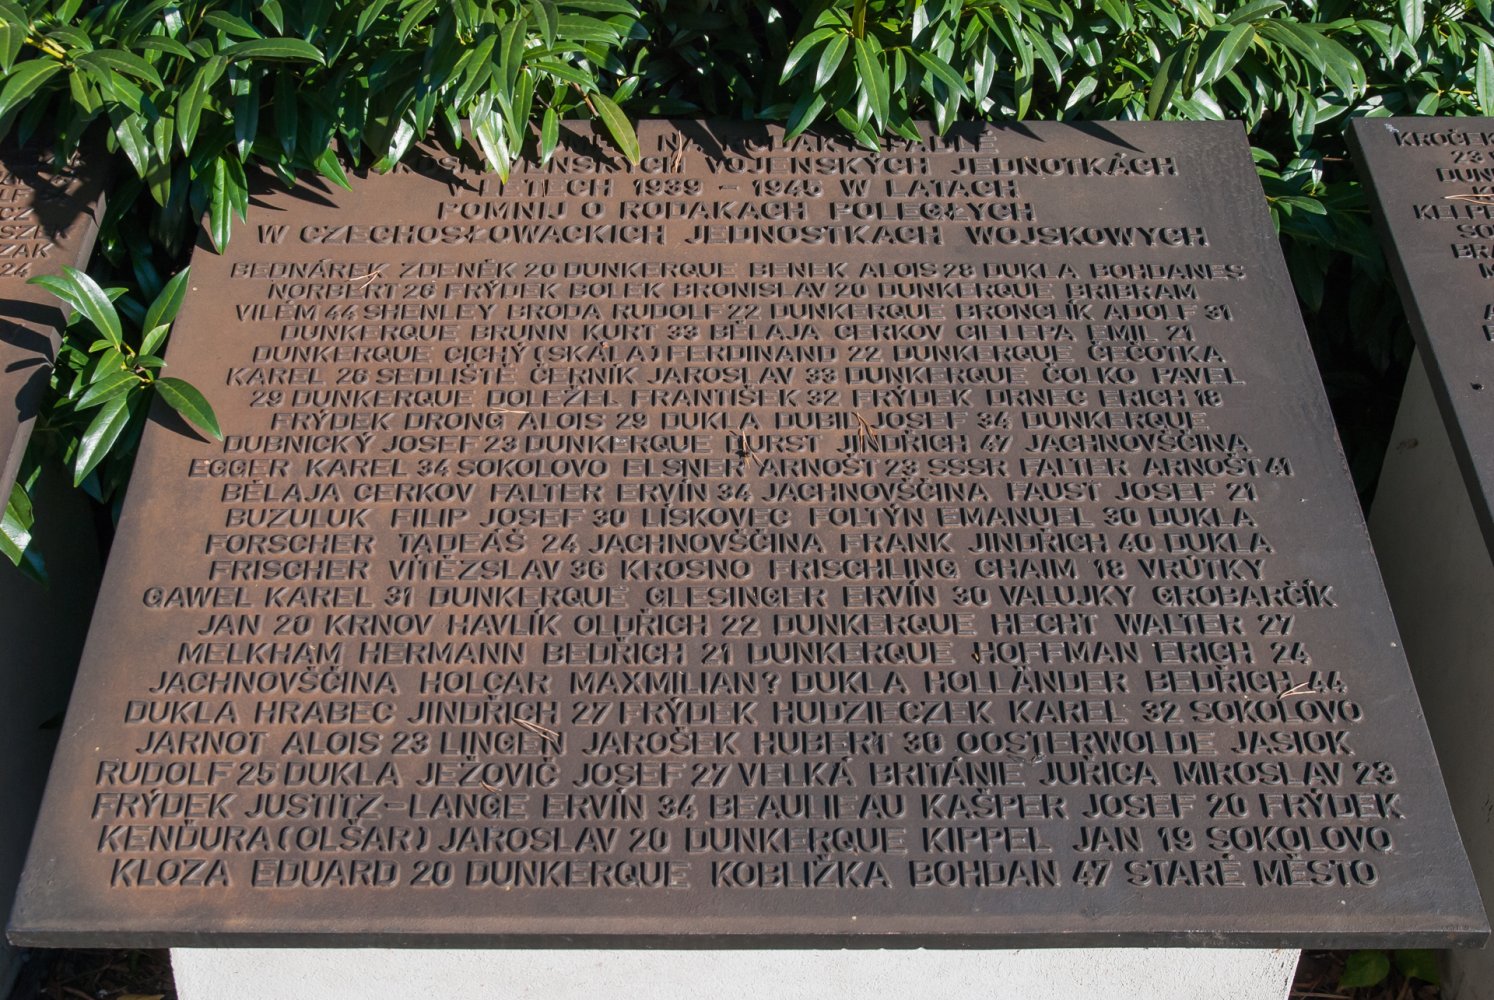 NA
PADLÉ
VOJENSKÝCH JEDNOTKÁCH
LETECH 1939 - 1945 W LATACH
POMNIJ O RODAKACH POLEGŁYCH
W CZECHOSŁOWACKICH JEDNOSTKACH WOJSKOWYCH
BEDNÁREK ZDENĚK 20 DUNKERQUE BENEK ALOIS 28 DUKLA BOHDANES
NORBERT 26 FRÝDEK BOLEK BRONISLAV 20 DUNKERQUE BRIBRAM
VILÉM 44 SHENLEY BRODA RUDOLF 22 DUNKERQUE BRONCLÍK ADOLF 31
DUNKERQUE BRUNN KURT 33 BĚLAJA CERKOV CIELEPA EMIL 21
DUNKERQUE CICHÝ (SKÁLA) FERDINAND 22 DUNKERQUE ČEČOTKA
KAREL 26 SEDLIŠTĚ ČERNÍK JAROSLAV 33 DUNKERQUE ČOLKO PAVEL
29 DUNKERQUE DOLEŽEL FRANTIŠEK 32 FRÝDEK DRNEC ERICH 18
FRÝDEK DRONG ALOIS 29 DUKLA DUBIL JOSEF 34 DUNKERQUE
DUBNICKÝ JOSEF 23 DUNKERQUE JINDŘICH 47 JACHNOVŠČINA
EGGER KAREL 34 SOKOLOVO ELSNER ARNOŠT 23 SSSR FALTER ARNOŠT 41
BĚLAJA CERKOV FALTER ERVÍN 34 JACHNOVŠČINA FAUST JOSEF 21
BUZULUK FILIP JOSEF 30 LÍSKOVEC FOLTÝN EMANUEL 30 DUKLA
FORSCHER TADEÁŠ 24 JACHNOVŠČINA FRANK JINDŘICH 40 DUKLA
FRISCHER VÍTĚZSLAV 36 KROSNO FRISCHLING CHAIM 18 VRŮTKY
GAWEL KAREL 31 DUNKERQUE GLESINGER ERVÍN 30 VALUJKY GROBARČÍK
JAN 20 KRNOV HAVLÍK OLDŘICH 22 DUNKERQUE HECHT WALTER 27
MELKHAM HERMANN BEDŘICH 21 DUNKERQUE HOFFMAN ERICH 24
JACHNOVŠČINA HOLCAR MAXMILIAN? DUKLA HOLLÄNDER BEDŘICH 44
DUKLA HRABEC JINDŘICH 27 FRÝDEK HUDZIECZEK KAREL 32 SOKOLOVO
JARNOT ALOIS 23 LINGEN JAROŠEK HUBERT 30 OOSTERWOLDE JASIOK
RUDOLF 25 DUKLA JEŽOVIČ JOSEF 27 VELKÁ BRITÁNIE JUŘICA MIROSLAV 23
FRÝDEK JUSTITZ-LANGE ERVÍN 34 BEAULIEAU KAŠPER JOSEF 20 FRÝDEK
KENĎURA (OLŠAR) JAROSLAV 20 DUNKERQUE KIPPEL JAN 19 SOKOLOVO
KLOZA EDUARD 20 DUNKERQUE KOBLIŽKA BOHDAN 47 STARÉ MĚSTO